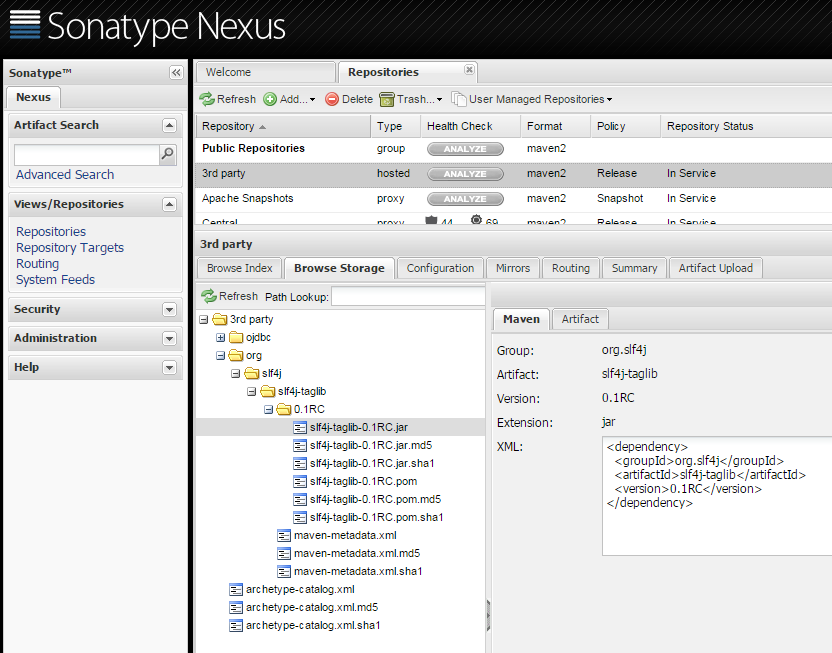 Sonatype Nexus
Sonatype™
Nexus
Artifact Search
Advanced Search
Views/Repositories
Repositories
Repository Targets
Routing
System Feeds
Security
Administration
Help
Welcome
Repositories
Refresh Add... Delete Trash... User Managed Repositories
Repository Type Health Check Format Policy Repository Status
Public Repositories group ANALYZE maven2
3rd party hosted ANALYZE maven2 Release In Service
Apache Snapshots proxy ANALYZE maven2 Snapshot In Service
Central proxy 44 69 maven2 Release In Service
3rd party
Browse Index Browse Storage Configuration Mirrors Routing Summary Artifact Upload
Refresh Path Lookup:
3rd party
ojdbc
org
slf4j
slf4j-taglib
0.1RC
slf4j-taglib-0.1RC.jar
slf4j-taglib-0.1RC.jar.md5
slf4j-taglib-0.1RC.jar.sha1
slf4j-taglib-0.1RC.pom
slf4j-taglib-0.1RC.pom.md5
slf4j-taglib-0.1RC.pom.sha1
maven-metadata.xml
maven-metadata.xml.md5
maven-metadata.xml.sha1
archetype-catalog.xml
archetype-catalog.xml.md5
archetype-catalog.xml.sha1
Maven Artifact
Group: org.slf4j
Artifact: slf4j-taglib
Version: 0.1RC
Extension: jar
XML:
<dependency>
<groupId>org.slf4j</groupId>
<artifactId>slf4j-taglib</artifactId>
<version>0.1RC</version>
</dependency>